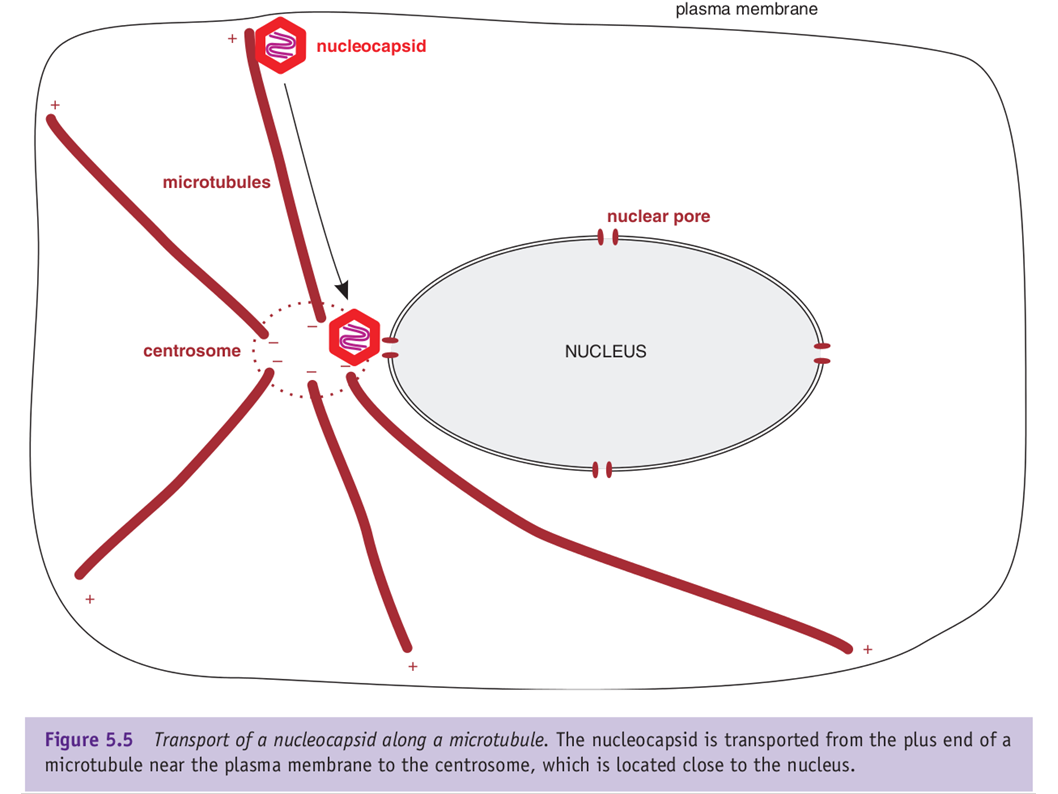 plasma membrane
+
nucleocapsid
+
microtubules
nuclear pore
−
centrosome
−
NUCLEUS
−
−
−
+
+
+
Figure 5.5 Transport of a nucleocapsid along a microtubule. The nucleocapsid is transported from the plus end of a
microtubule near the plasma membrane to the centrosome, which is located close to the nucleus.